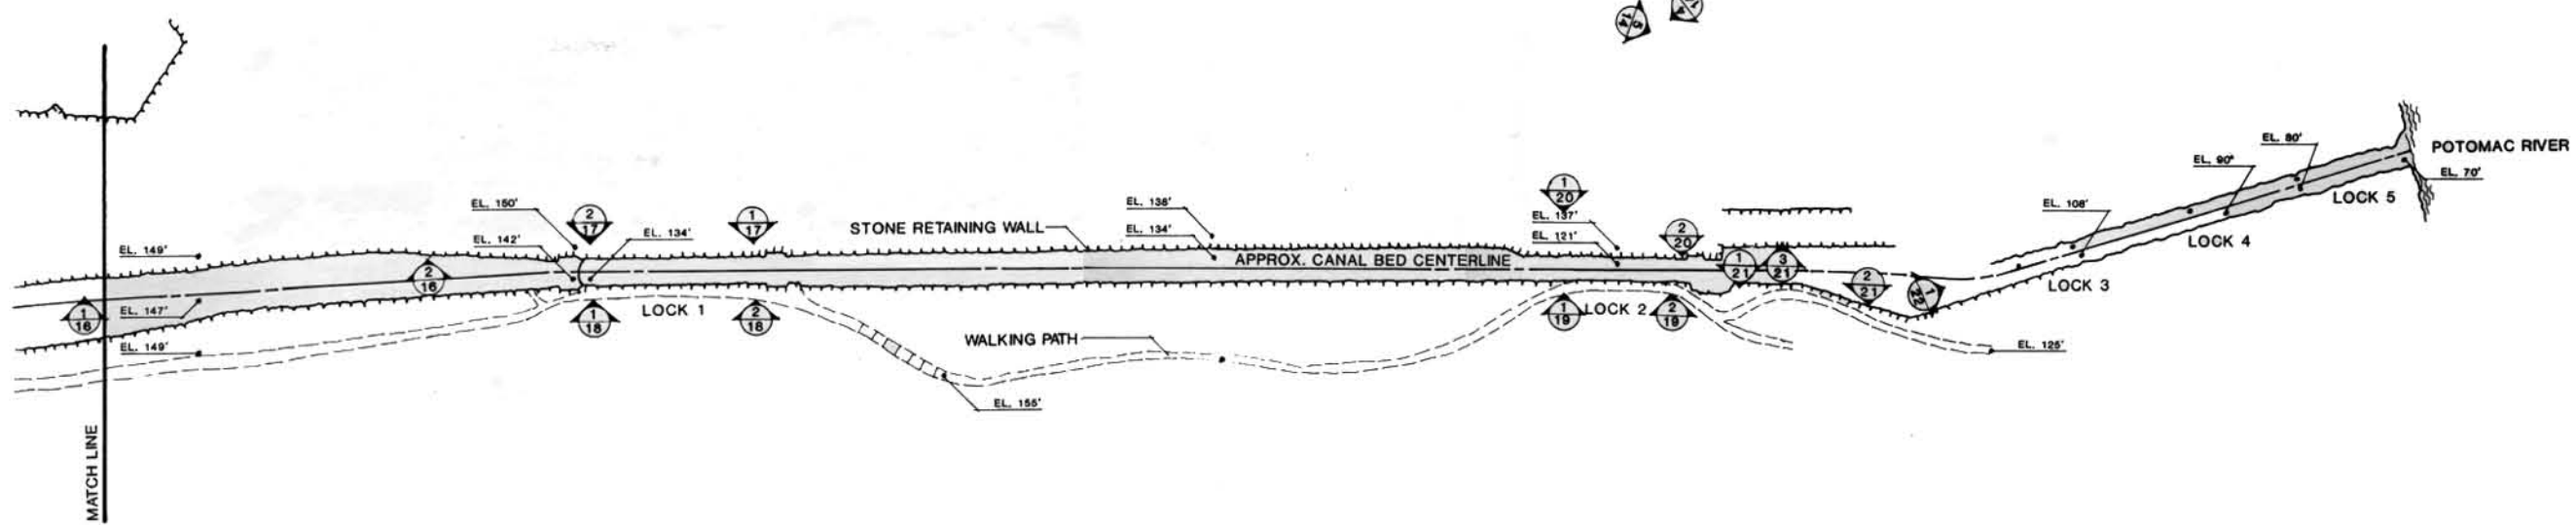 5
14
EL. 80'
POTOMAC RIVER
EL. 90'
EL. 70'
LOCK 5
1
20
EL. 150'
EL. 138'
EL. 108'
2
17
1
17
EL. 137'
STONE RETAINING WALL
EL. 134'
EL. 142'
EL. 134'
EL. 121'
2
20
LOCK 4
EL. 149'
APPROX. CANAL BED CENTERLINE
1
21
3
21
2
16
2
21
1
22
LOCK 3
EL. 147'
1
16
LOCK 1
1
18
2
18
1
19
LOCK 2
2
19
WALKING PATH
EL. 149'
EL. 125'
EL. 155'
MATCH LINE